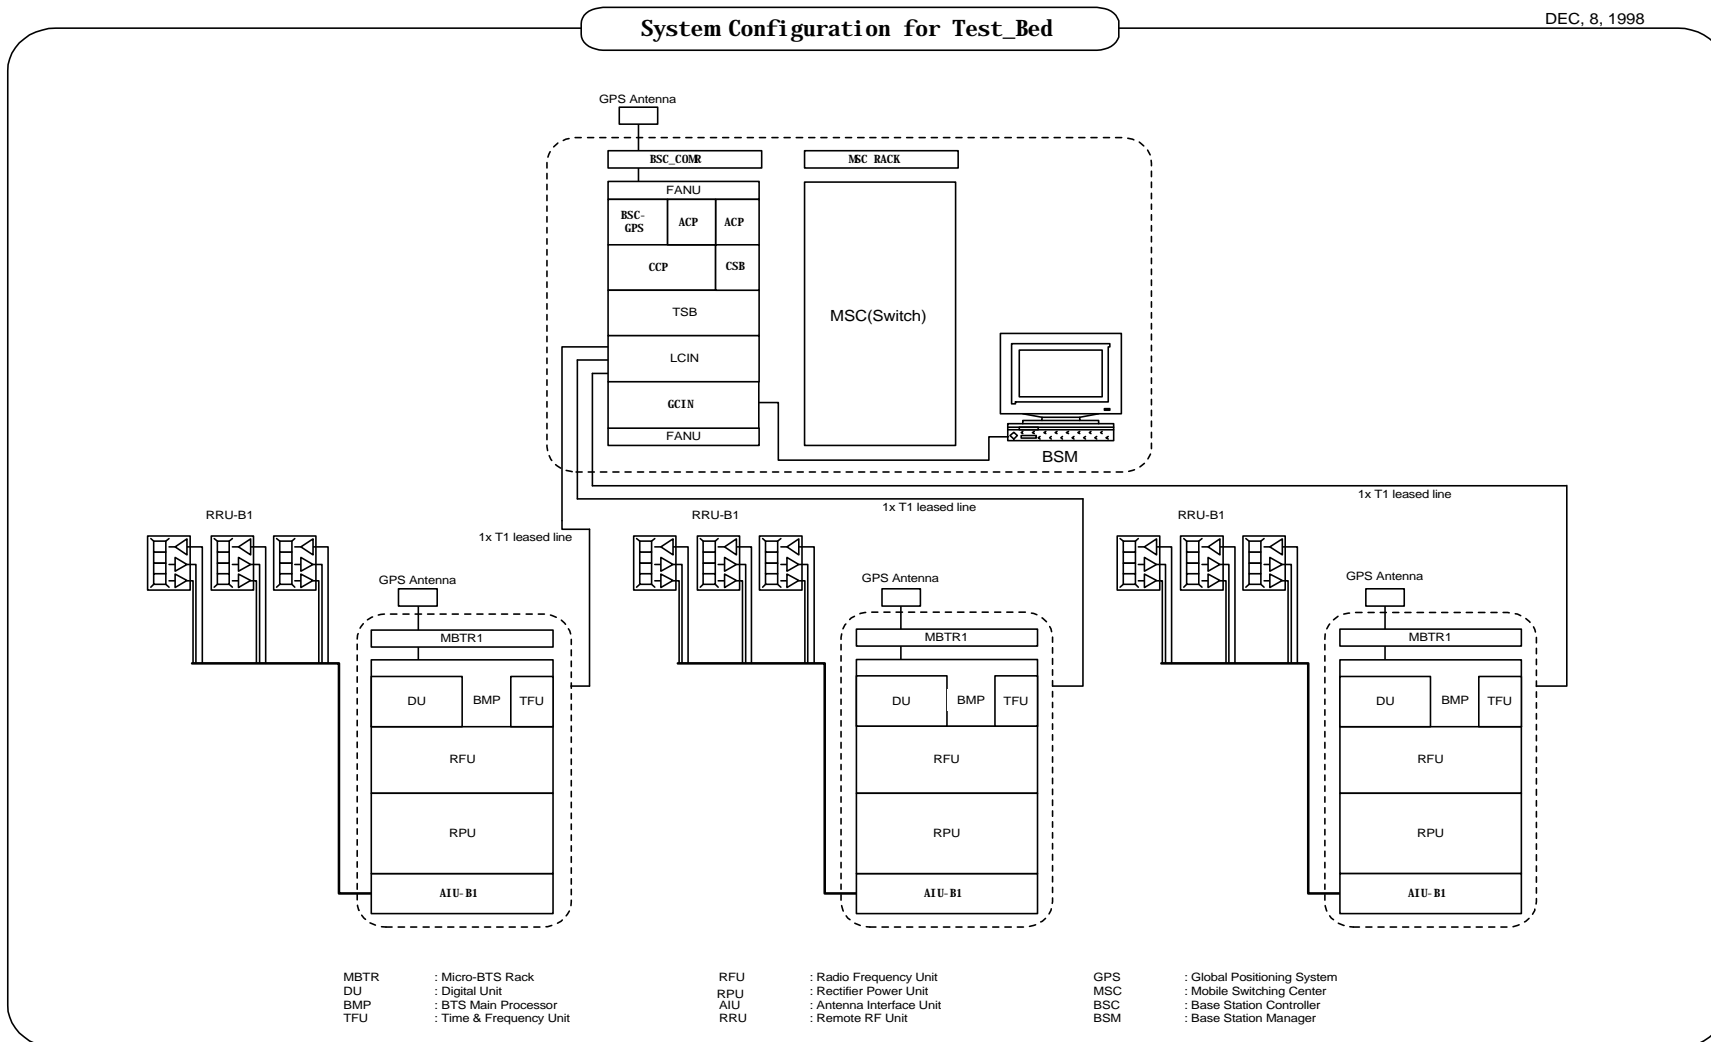 System Configuration for Test_Bed
DEC, 8, 1998
GPS Antenna
BSC_COMR
MSC RACK
FANU
BSC-
GPS
ACP
ACP
CCP
CSB
TSB
MSC(Switch)
LCIN
GCIN
FANU
BSM
1x T1 leased line
1x T1 leased line
1x T1 leased line
RRU-B1
RRU-B1
RRU-B1
GPS Antenna
GPS Antenna
GPS Antenna
MBTR1
MBTR1
MBTR1
DU
BMP
TFU
DU
BMP
TFU
DU
BMP
TFU
RFU
RFU
RFU
RPU
RPU
RPU
AIU-B1
AIU-B1
AIU-B1
MBTR : Micro-BTS Rack
DU : Digital Unit
BMP : BTS Main Processor
TFU : Time & Frequency Unit
RFU : Radio Frequency Unit
RPU : Rectifier Power Unit
AIU : Antenna Interface Unit
RRU : Remote RF Unit
GPS : Global Positioning System
MSC : Mobile Switching Center
BSC : Base Station Controller
BSM : Base Station Manager